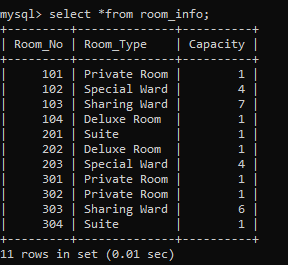 mysql> select *from room_info;
+---------+--------------+----------+
| Room_No | Room_Type    | Capacity |
+---------+--------------+----------+
|     101 | Private Room |        1 |
|     102 | Special Ward |        4 |
|     103 | Sharing Ward |        7 |
|     104 | Deluxe Room  |        1 |
|     201 | Suite        |        1 |
|     202 | Deluxe Room  |        1 |
|     203 | Special Ward |        4 |
|     301 | Private Room |        1 |
|     302 | Private Room |        1 |
|     303 | Sharing Ward |        6 |
|     304 | Suite        |        1 |
+---------+--------------+----------+
11 rows in set (0.01 sec)